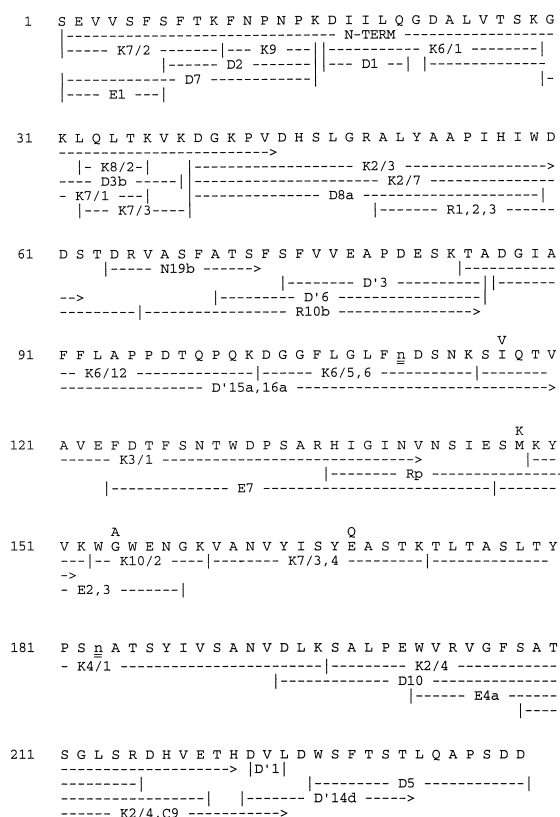 1 S E V V S F S F T K F N P N P K D I I L Q G D A L V T S K G
|--------------------- N-TERM --------------------------
|---- K7/2 ------|--- K9 ----||------------ K6/1 --------|
|----- D2 ---------||-- D1 --| |-------------------
|------------ D7 ------------||
|---- E1 ---| |-
31 K L Q L T K V K D G K P V D H S L G R A L Y A A P I H I W D
------------------------->
|- K8/2-| |------------------- K2/3 ------------------->
---- D3b -----| |------------------- K2/7 ------------------->
- K7/1 --| |--------------- D8a ---------------------|
|--- K7/3 ---| |------ R1,2,3 ------
61 D S T D R V A S F A T S F S F V V E A P D E S K T A D G I A
|---- N19b -----> |----------
--> |-------- D'3 -----------||-------
|---------- D'6 --------------|
---------|--------------- R10b ------------------->
91 F F L A P P D T Q P Q K D G G F L G L F n D S N K S I Q T V
V
-- K6/12 --------------|------- K6/5,6 ----------|--------
----------------- D'15a,16a ----------------------------->
121 A V E F D T F S N T W D P S A R H I G I N V N S I E S M K Y
K
------ K3/1 -----------------------------> |---
|---------- Rp -------------
|-------------- E7 ----------------------------|-------
151 V K W G W E N G K V A N V Y I S Y E A S T K T L T A S L T Y
A Q
---|-- K10/2 -----|-------- K7/3,4 ---------|-------------
-->
- E2,3 -------|
181 P S n A T S Y I V S A N V D L K S A L P E W V R V G F S A T
- K4/1 -----------------------|--------- K2/4 ------------
|-------------- D10 ------------
|------ E4a ------
|----
211 S G L S R D H V E T H D V L D W S F T S T L Q A P S D D
--------------------> |D'1|
---------| |--------- D5 -------------|
-----------------| |------- D'14d ----->
------ K2/4,C9 ----------->